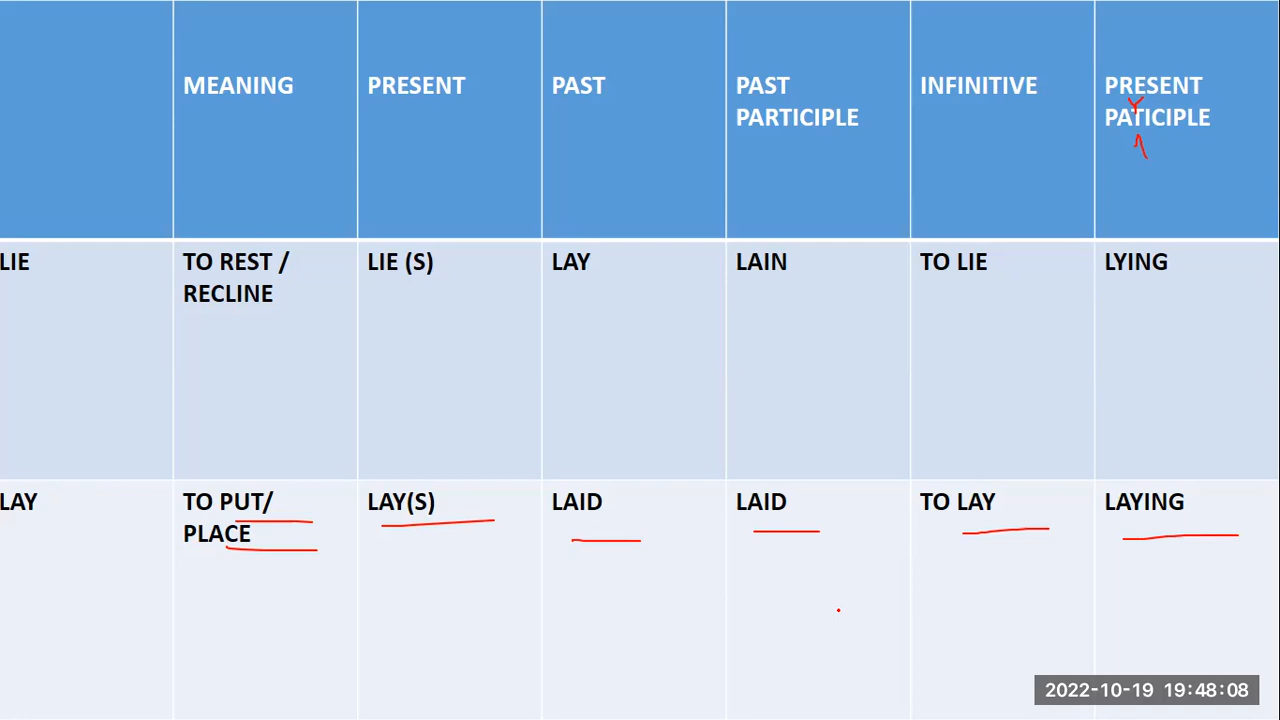 MEANING
PRESENT
PAST
PAST
PARTICIPLE
INFINITIVE
PRESENT
PATICIPLE
LIE
TO REST /
RECLINE
LIE (S)
LAY
LAIN
TO LIE
LYING
LAY
TO PUT/
PLACE
LAY(S)
LAID
LAID
TO LAY
LAYING
2022-10-19 19:48:08